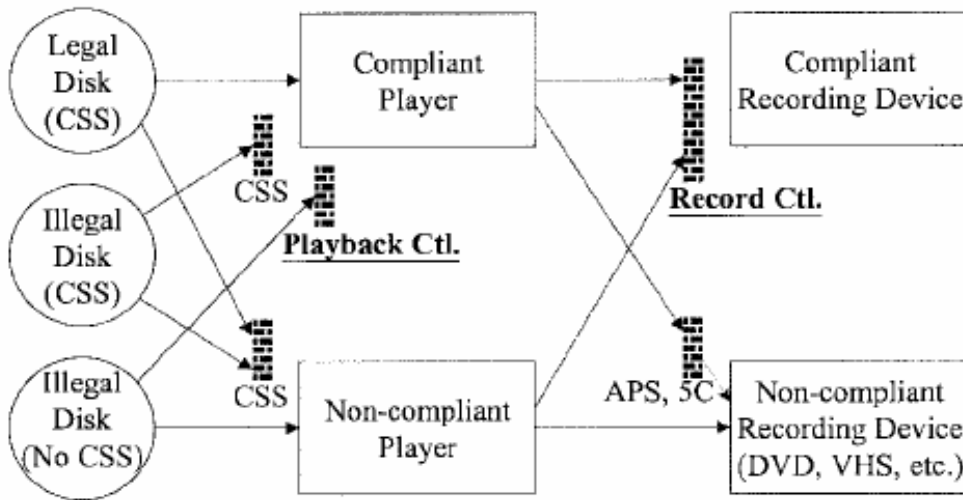 Legal
Disk
(CSS)
Compliant
Player
Compliant
Recording Device
CSS
Record Ctl.
Illegal
Disk
(CSS)
Playback Ctl.
Illegal
Disk
(No CSS)
CSS
Non-compliant
Player
APS, 5C
Non-compliant
Recording Device
(DVD, VHS, etc.)